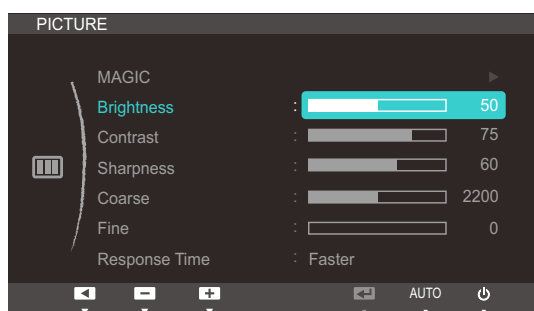 PICTURE
MAGIC
Brightness : 50
Contrast : 75
Sharpness : 60
Coarse : 2200
Fine : 0
Response Time : Faster
AUTO